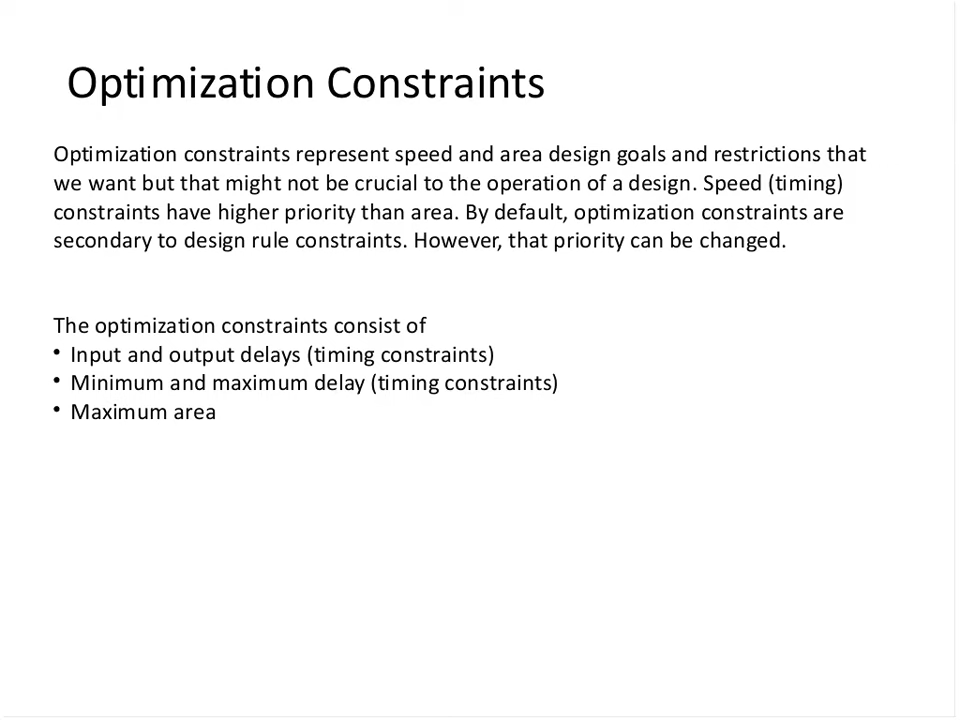 Optimization Constraints
Optimization constraints represent speed and area design goals and restrictions that
we want but that might not be crucial to the operation of a design. Speed (timing)
constraints have higher priority than area. By default, optimization constraints are
secondary to design rule constraints. However, that priority can be changed.
The optimization constraints consist of
• Input and output delays (timing constraints)
• Minimum and maximum delay (timing constraints)
• Maximum area